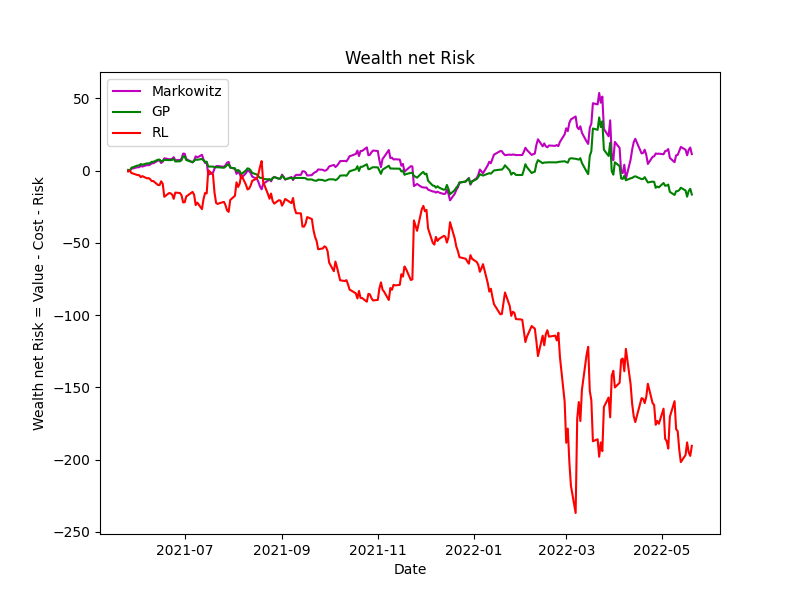 Wealth net Risk
Markowitz
GP
RL
Wealth net Risk = Value - Cost - Risk
50
0
−50
−100
−150
−200
−250
2021-07
2021-09
2021-11
2022-01
2022-03
2022-05
Date